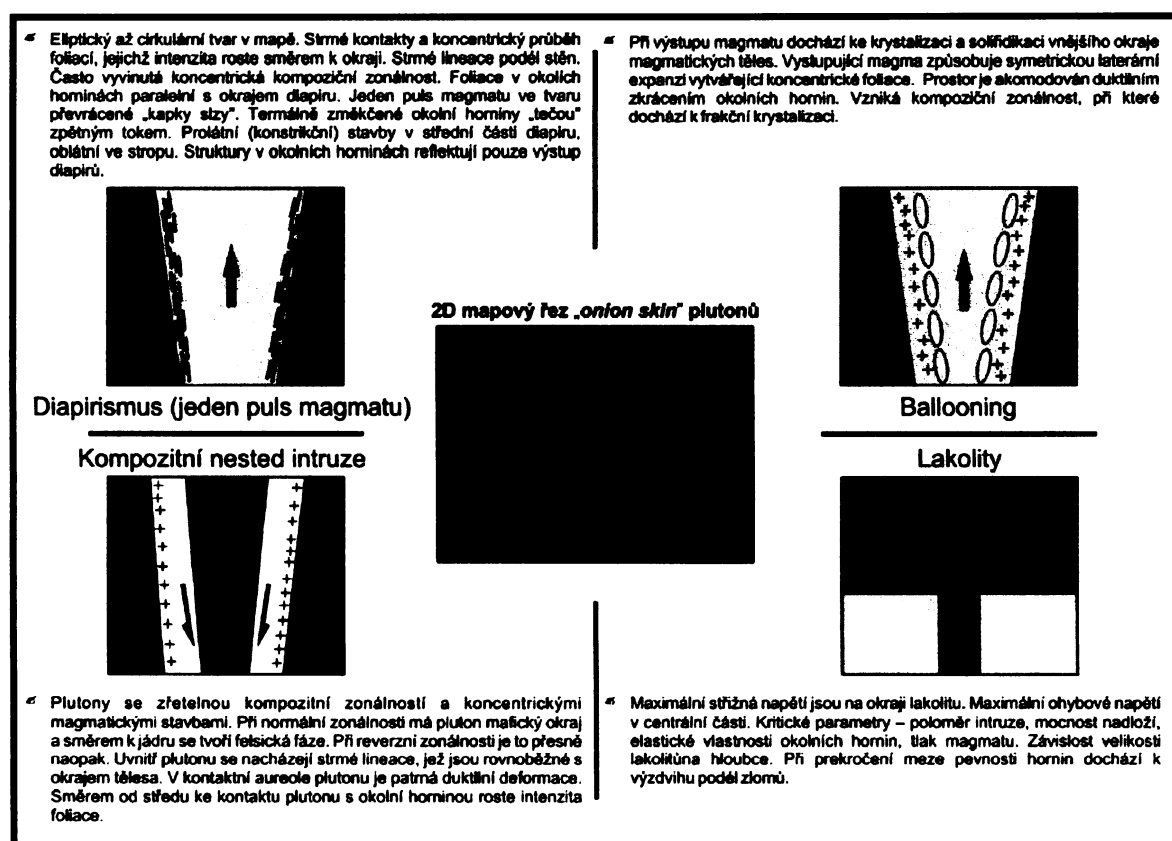 Eliptický až cirkulární tvar v mapě. Strmé kontakty a koncentrický průběh
foliací, jejichž intenzita roste směrem k okraji. Strmé lineace podél stěn.
Často vyvinutá koncentrická kompoziční zonálnost. Foliace v okolích
horninách paralelní s okrajem diapiru. Jeden puls magmatu ve tvaru
převrácené „kapky slzy". Termálně změkčené okolní horniny „tečou"
zpětným tokem. Prolátní (konstrikční) stavby v střední části diapiru,
oblátní ve stropu. Struktury v okolních horninách reflektují pouze výstup
diapirů.
Při výstupu magmatu dochází ke krystalizaci a solifidikaci vnějšího okraje
magmatických těles. Vystupující magma způsobuje symetrickou laterární
expanzi vytvářející koncentrické foliace. Prostor je akomodován duktilním
zkrácením okolních hornin. Vzniká kompoziční zonálnost, při které
dochází k frakční krystalizaci.
2D mapový řez „onion skin" plutonů
Diapirismus (jeden puls magmatu)
Ballooning
Kompozitní nested intruze
Lakolity
Plutony se zřetelnou kompozitní zonálností a koncentrickými
magmatickými stavbami. Při normální zonálnosti má pluton mafický okraj
a směrem k jádru se tvoří felsická fáze. Při reverzní zonálnosti je to přesně
naopak. Uvnitř plutonu se nacházejí strmé lineace, jež jsou rovnoběžné s
okrajem tělesa. V kontaktní aureole plutonu je patrná duktilní deformace.
Směrem od středu ke kontaktu plutonu s okolní horninou roste intenzita
foliace.
Maximální střižná napětí jsou na okraji lakolitu. Maximální ohybové napětí
v centrální části. Kritické parametry – poloměr intruze, mocnost nadloží,
elastické vlastnosti okolních hornin, tlak magmatu. Závislost velikosti
lakolitůna hloubce. Při prekročení meze pevnosti hornin dochází k
výzdvihu podél zlomů.